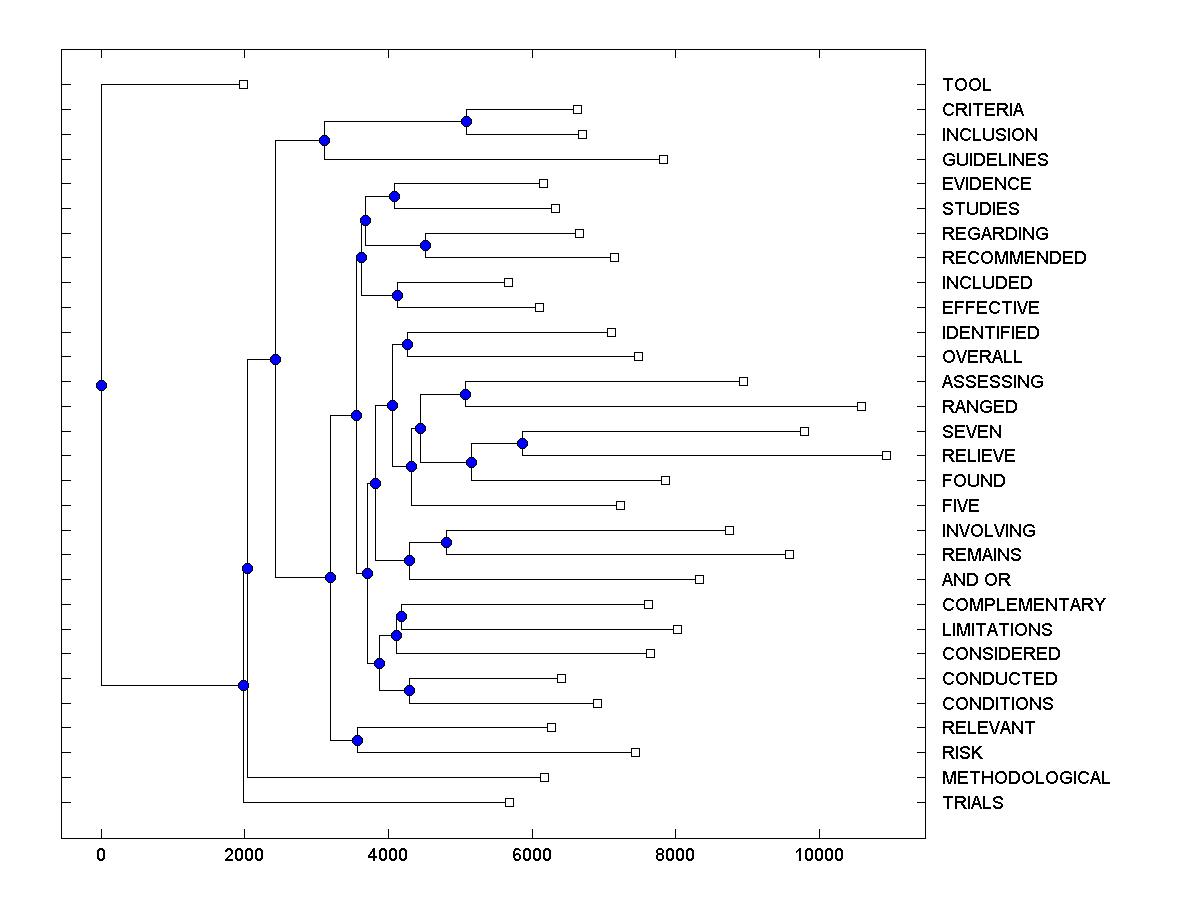 TOOL
CRITERIA
INCLUSION
GUIDELINES
EVIDENCE
STUDIES
REGARDING
RECOMMENDED
INCLUDED
EFFECTIVE
IDENTIFIED
OVERALL
ASSESSING
RANGED
SEVEN
RELIEVE
FOUND
FIVE
INVOLVING
REMAINS
AND OR
COMPLEMENTARY
LIMITATIONS
CONSIDERED
CONDUCTED
CONDITIONS
RELEVANT
RISK
METHODOLOGICAL
TRIALS
0 2000 4000 6000 8000 10000